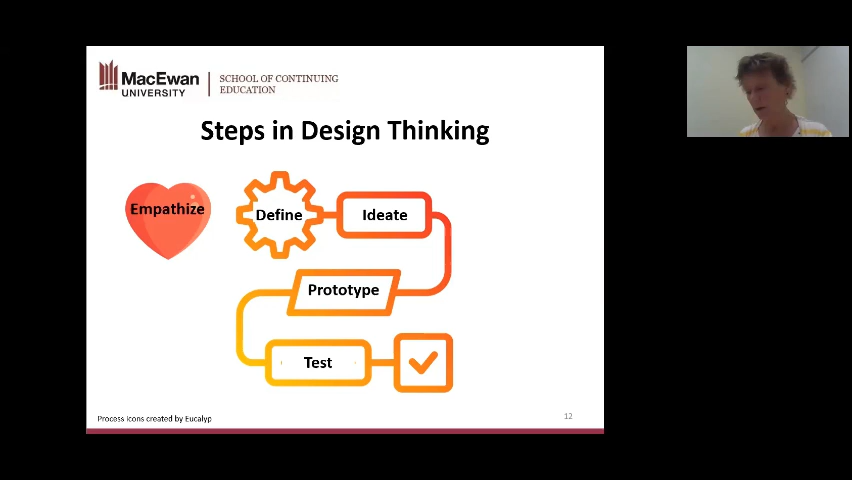 MacEwan
UNIVERSITY
SCHOOL OF CONTINUING
EDUCATION
Steps in Design Thinking
Empathize
Define
Ideate
Prototype
Test
Process icons created by Eucalyp
12